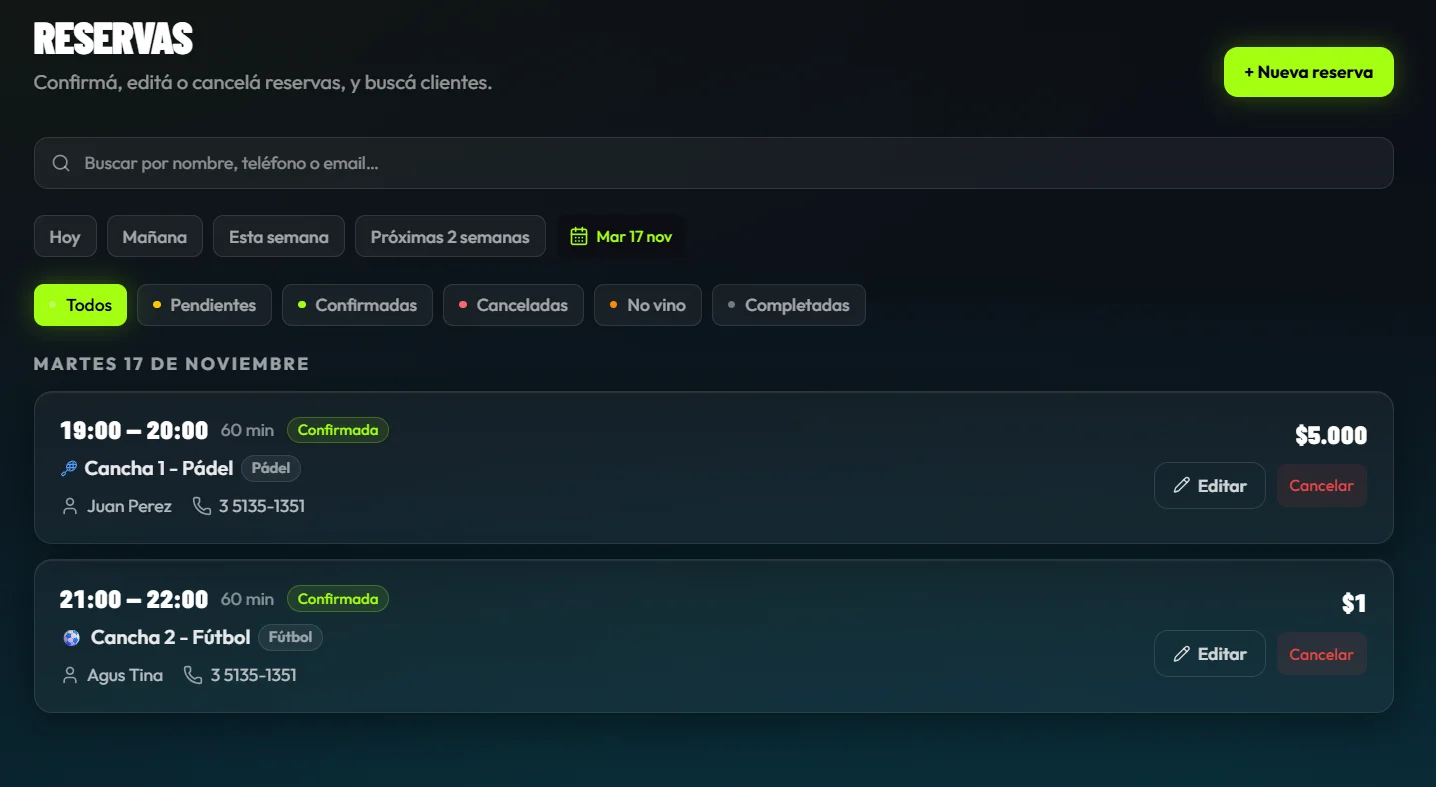 RESERVAS
Confirmá, editá o cancelá reservas, y buscá clientes.
+ Nueva reserva
Buscar por nombre, teléfono o email...
Hoy Mañana Esta semana Próximas 2 semanas Mar 17 nov
Todos Pendientes Confirmadas Canceladas No vino Completadas
MARTES 17 DE NOVIEMBRE
19:00 – 20:00 60 min Confirmada
$5.000
Cancha 1 - Pádel Pádel
Editar Cancelar
Juan Perez 3 5135-1351
21:00 – 22:00 60 min Confirmada
$1
Cancha 2 - Fútbol Fútbol
Editar Cancelar
Agus Tina 3 5135-1351